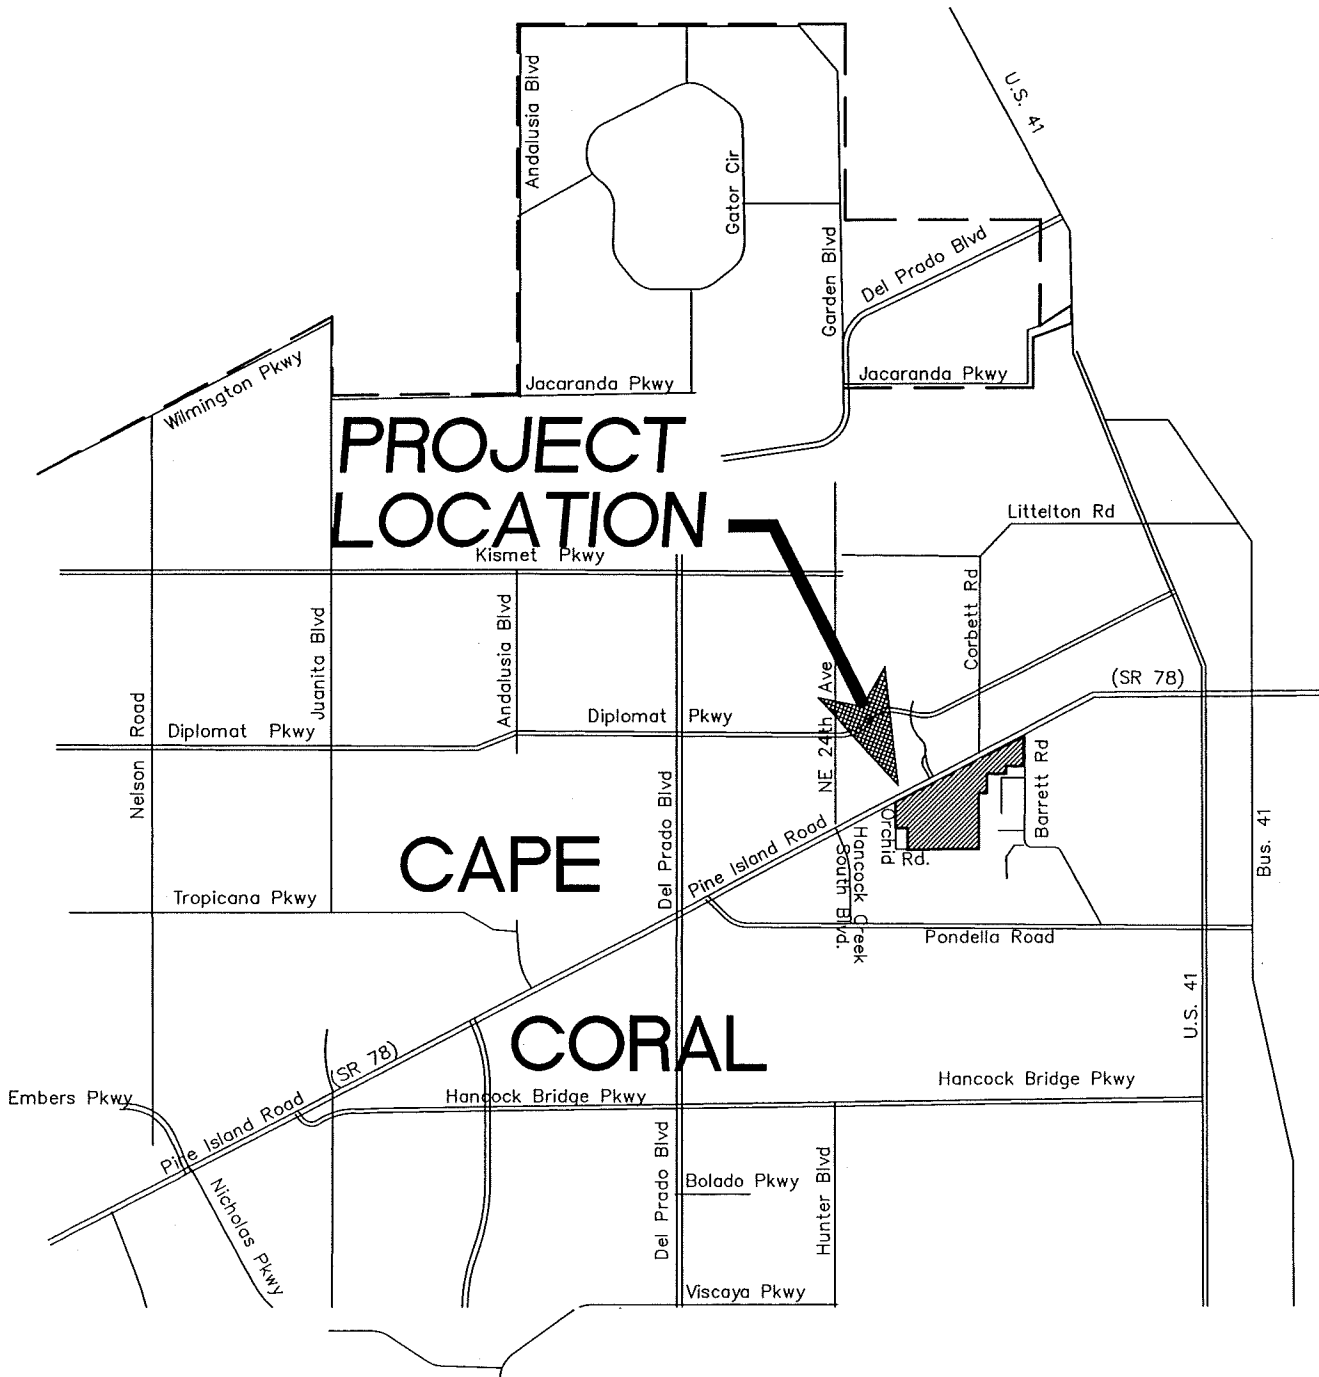 Andalusia Blvd
U.S. 41
Gator Cir
Garden Blvd
Del Prado Blvd
Wilmington Pkwy
Jacaranda Pkwy
Jacaranda Pkwy
PROJECT
LOCATION
Littelton Rd
Kismet Pkwy
Juanita Blvd
Andalusia Blvd
Corbett Rd
NE 24th Ave
(SR 78)
Nelson Road
Diplomat Pkwy
Diplomat Pkwy
Barrett Rd
Del Prado Blvd
Pine Island Road
Orchid
Rd.
Hancock Creek
South Blvd.
Bus. 41
CAPE
Tropicana Pkwy
Pondella Road
U.S. 41
CORAL
(SR 78)
Hancock Bridge Pkwy
Hancock Bridge Pkwy
Embers Pkwy
Pine Island Road
Nicholas Pkwy
Del Prado Blvd
Bolado Pkwy
Hunter Blvd
Viscaya Pkwy